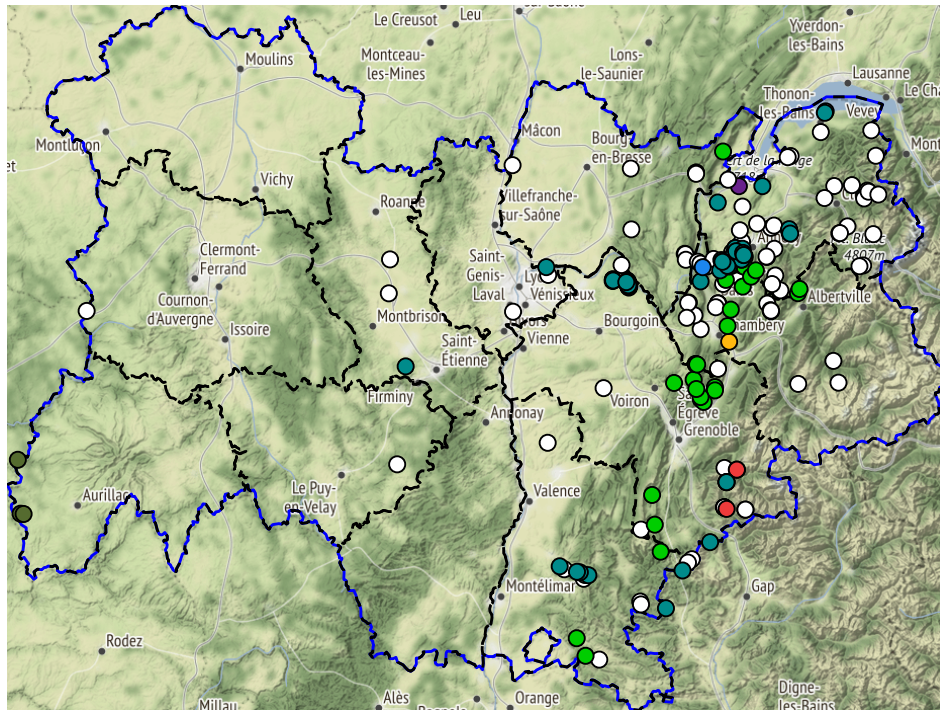 Le Creusot
Leu
Yverdon-
les-Bains
Moulins
Montceau-
les-Mines
Lons-
le-Saunier
Lausanne
Thonon-
les-Bains
Vevey
Montluçon
Mâcon
Bourg
en-Bresse
et
Vichy
Roanne
Villefranche-
sur-Saône
Clermont-
Ferrand
Saint-
Genis-
Laval
Vénissieux
4807m
Cournon-
d'Auvergne
Albertville
Issoire
Montbrison
Bourgoin
Chambéry
Vienne
Saint-
Étienne
Firminy
Annonay
Voiron
Égrève
Grenoble
Aurillac
Le Puy-
en-Velay
Valence
Montélimar
Gap
Rodez
Millau
Alès
Orange
Digne-
les-Bains